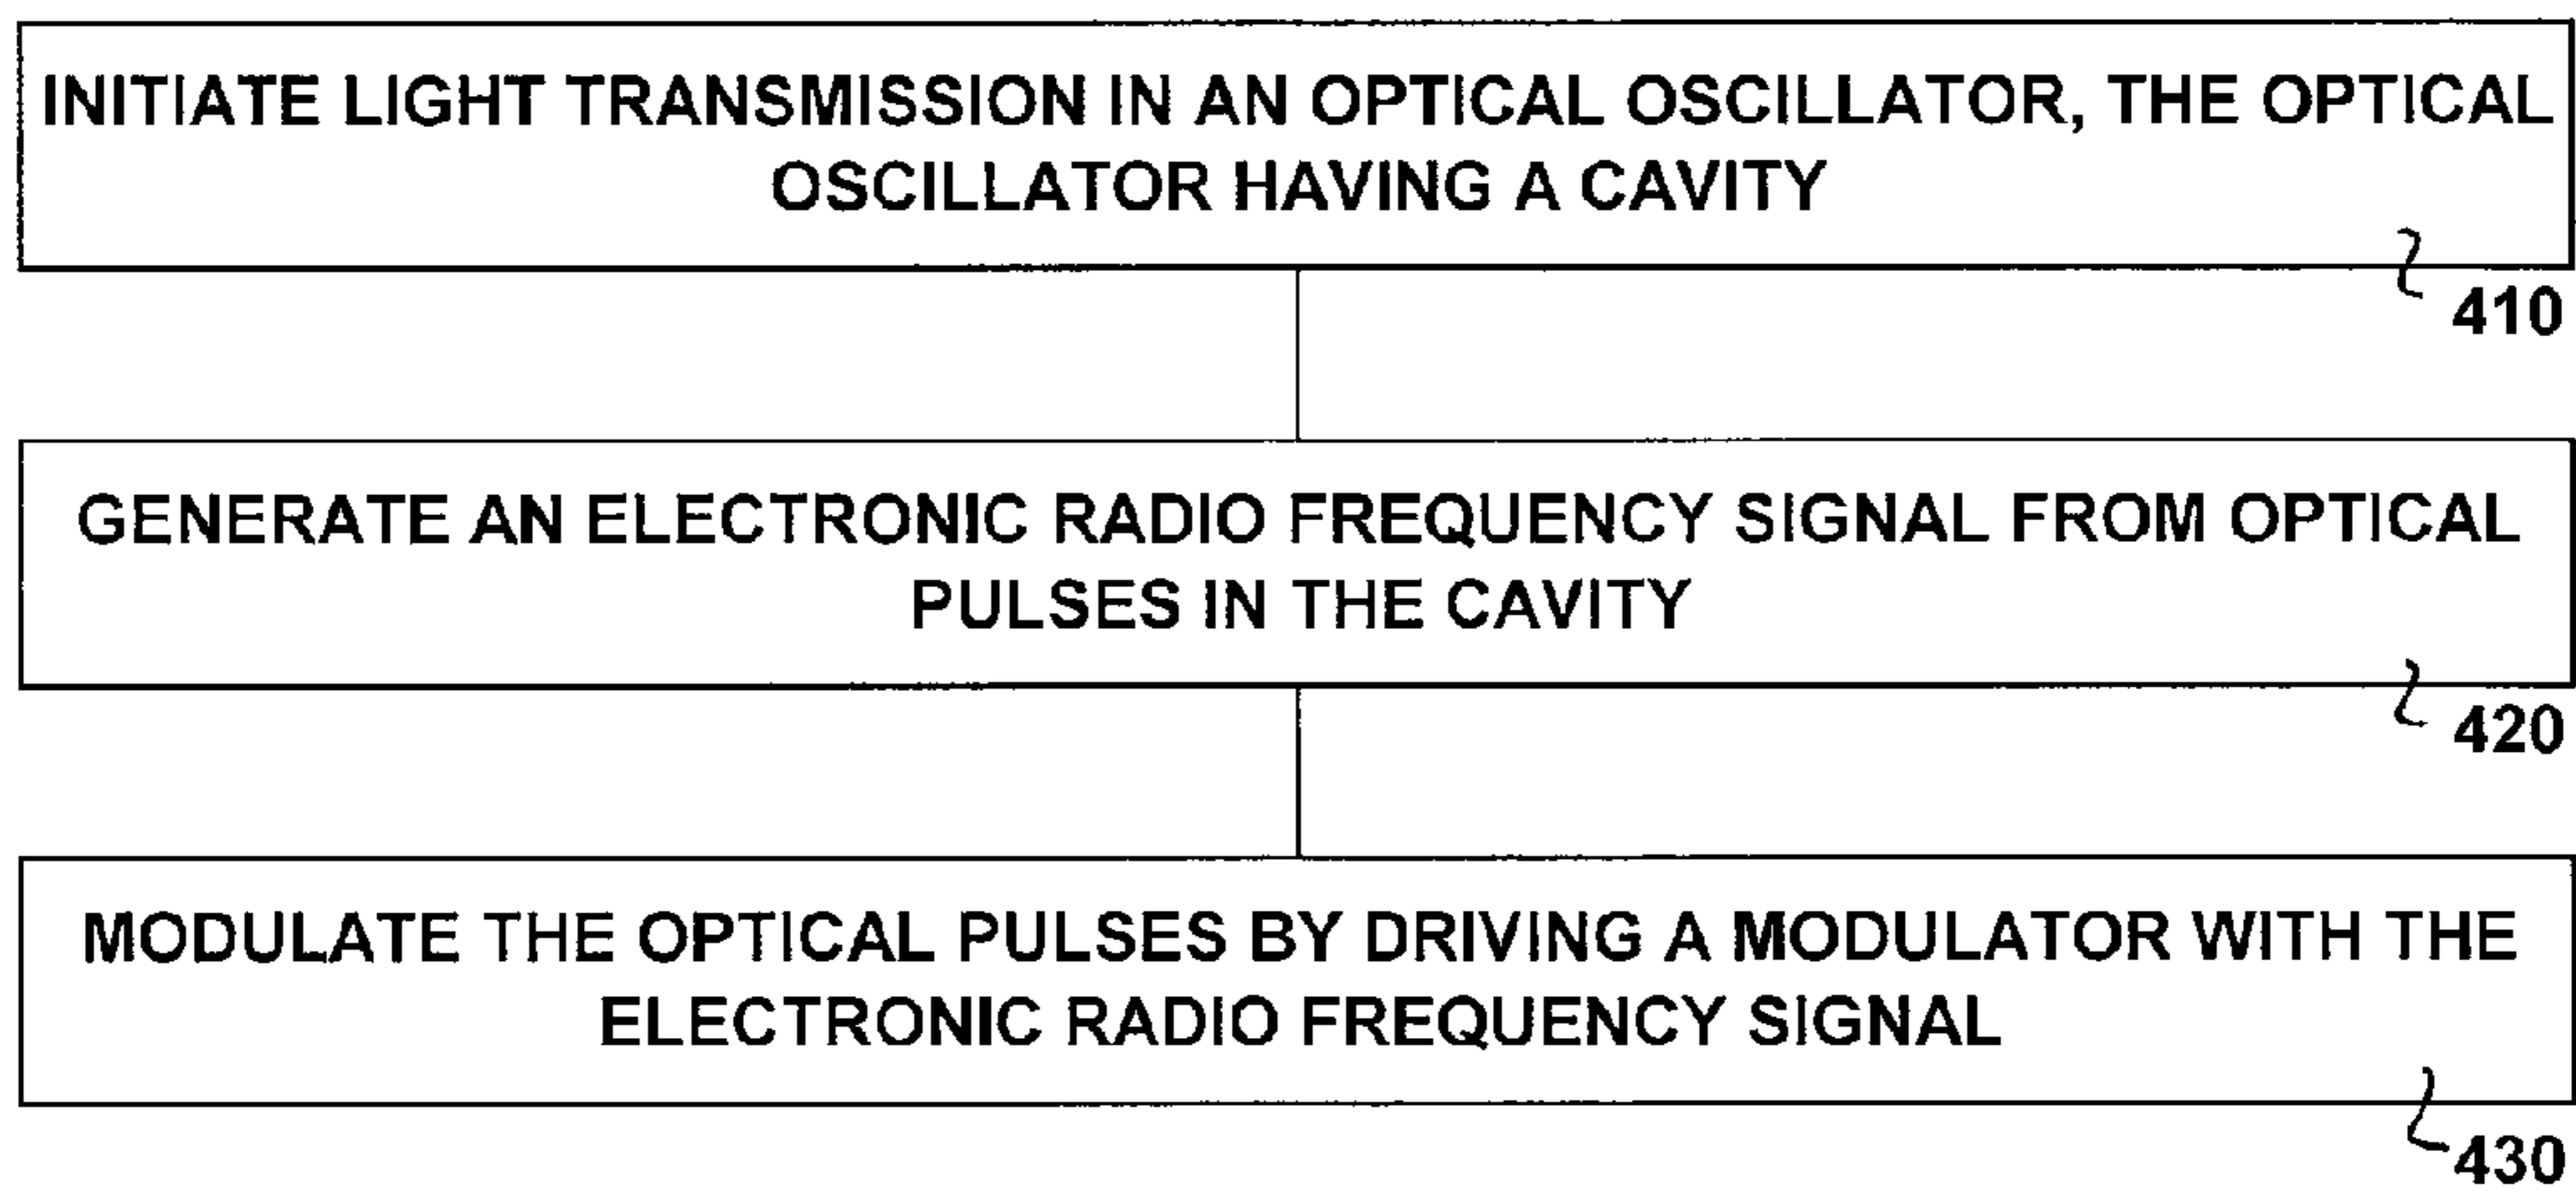 INITIATE LIGHT TRANSMISSION IN AN OPTICAL OSCILLATOR, THE OPTICAL
OSCILLATOR HAVING A CAVITY
410
GENERATE AN ELECTRONIC RADIO FREQUENCY SIGNAL FROM OPTICAL
PULSES IN THE CAVITY
420
MODULATE THE OPTICAL PULSES BY DRIVING A MODULATOR WITH THE
ELECTRONIC RADIO FREQUENCY SIGNAL
430